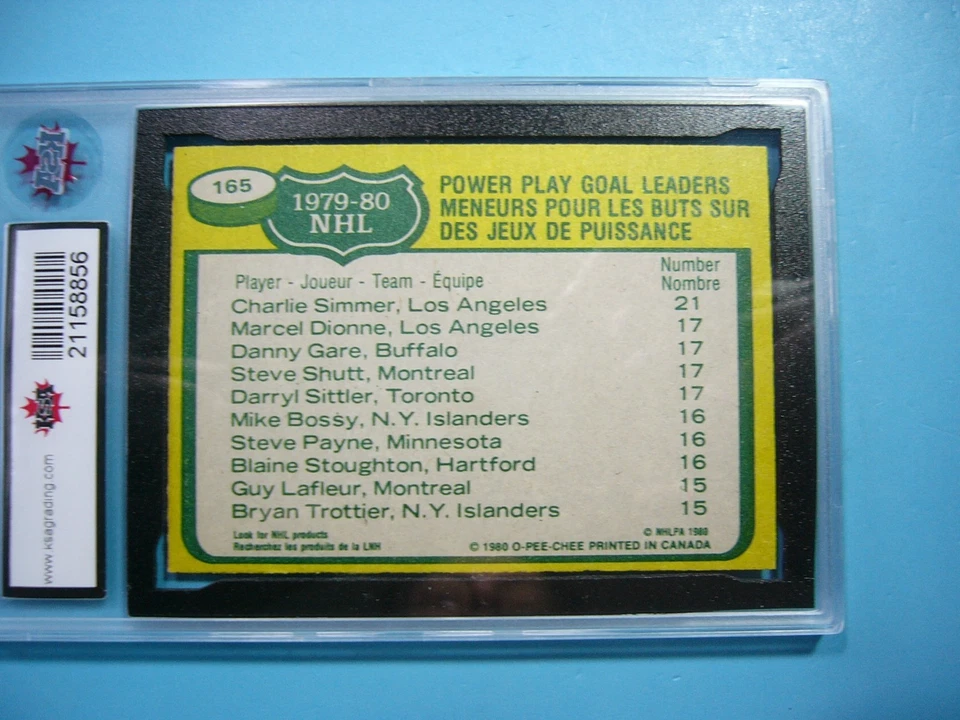 KSA
21158856
KSA
www.ksagrading.com
165
1979-80
NHL
POWER PLAY GOAL LEADERS
MENEURS POUR LES BUTS SUR
DES JEUX DE PUISSANCE
Number
Player - Joueur - Team - Équipe Nombre
Charlie Simmer, Los Angeles 21
Marcel Dionne, Los Angeles 17
Danny Gare, Buffalo 17
Steve Shutt, Montreal 17
Darryl Sittler, Toronto 17
Mike Bossy, N.Y. Islanders 16
Steve Payne, Minnesota 16
Blaine Stoughton, Hartford 16
Guy Lafleur, Montreal 15
Bryan Trottier, N.Y. Islanders 15
Look for NHL products © NHLPA 1980
Recherchez les produits de la LNH © 1980 O-PEE-CHEE PRINTED IN CANADA